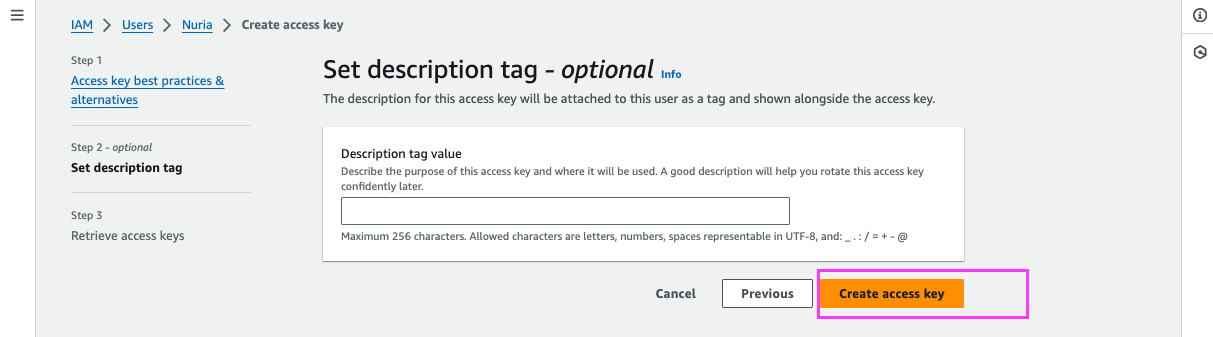 IAM > Users > Nuria > Create access key
Step 1
Access key best practices &
alternatives
Step 2 - optional
Set description tag
Step 3
Retrieve access keys
Set description tag - optional Info
The description for this access key will be attached to this user as a tag and shown alongside the access key.
Description tag value
Describe the purpose of this access key and where it will be used. A good description will help you rotate this access key
confidently later.
Maximum 256 characters. Allowed characters are letters, numbers, spaces representable in UTF-8, and: _ . : / = + - @
Cancel Previous Create access key